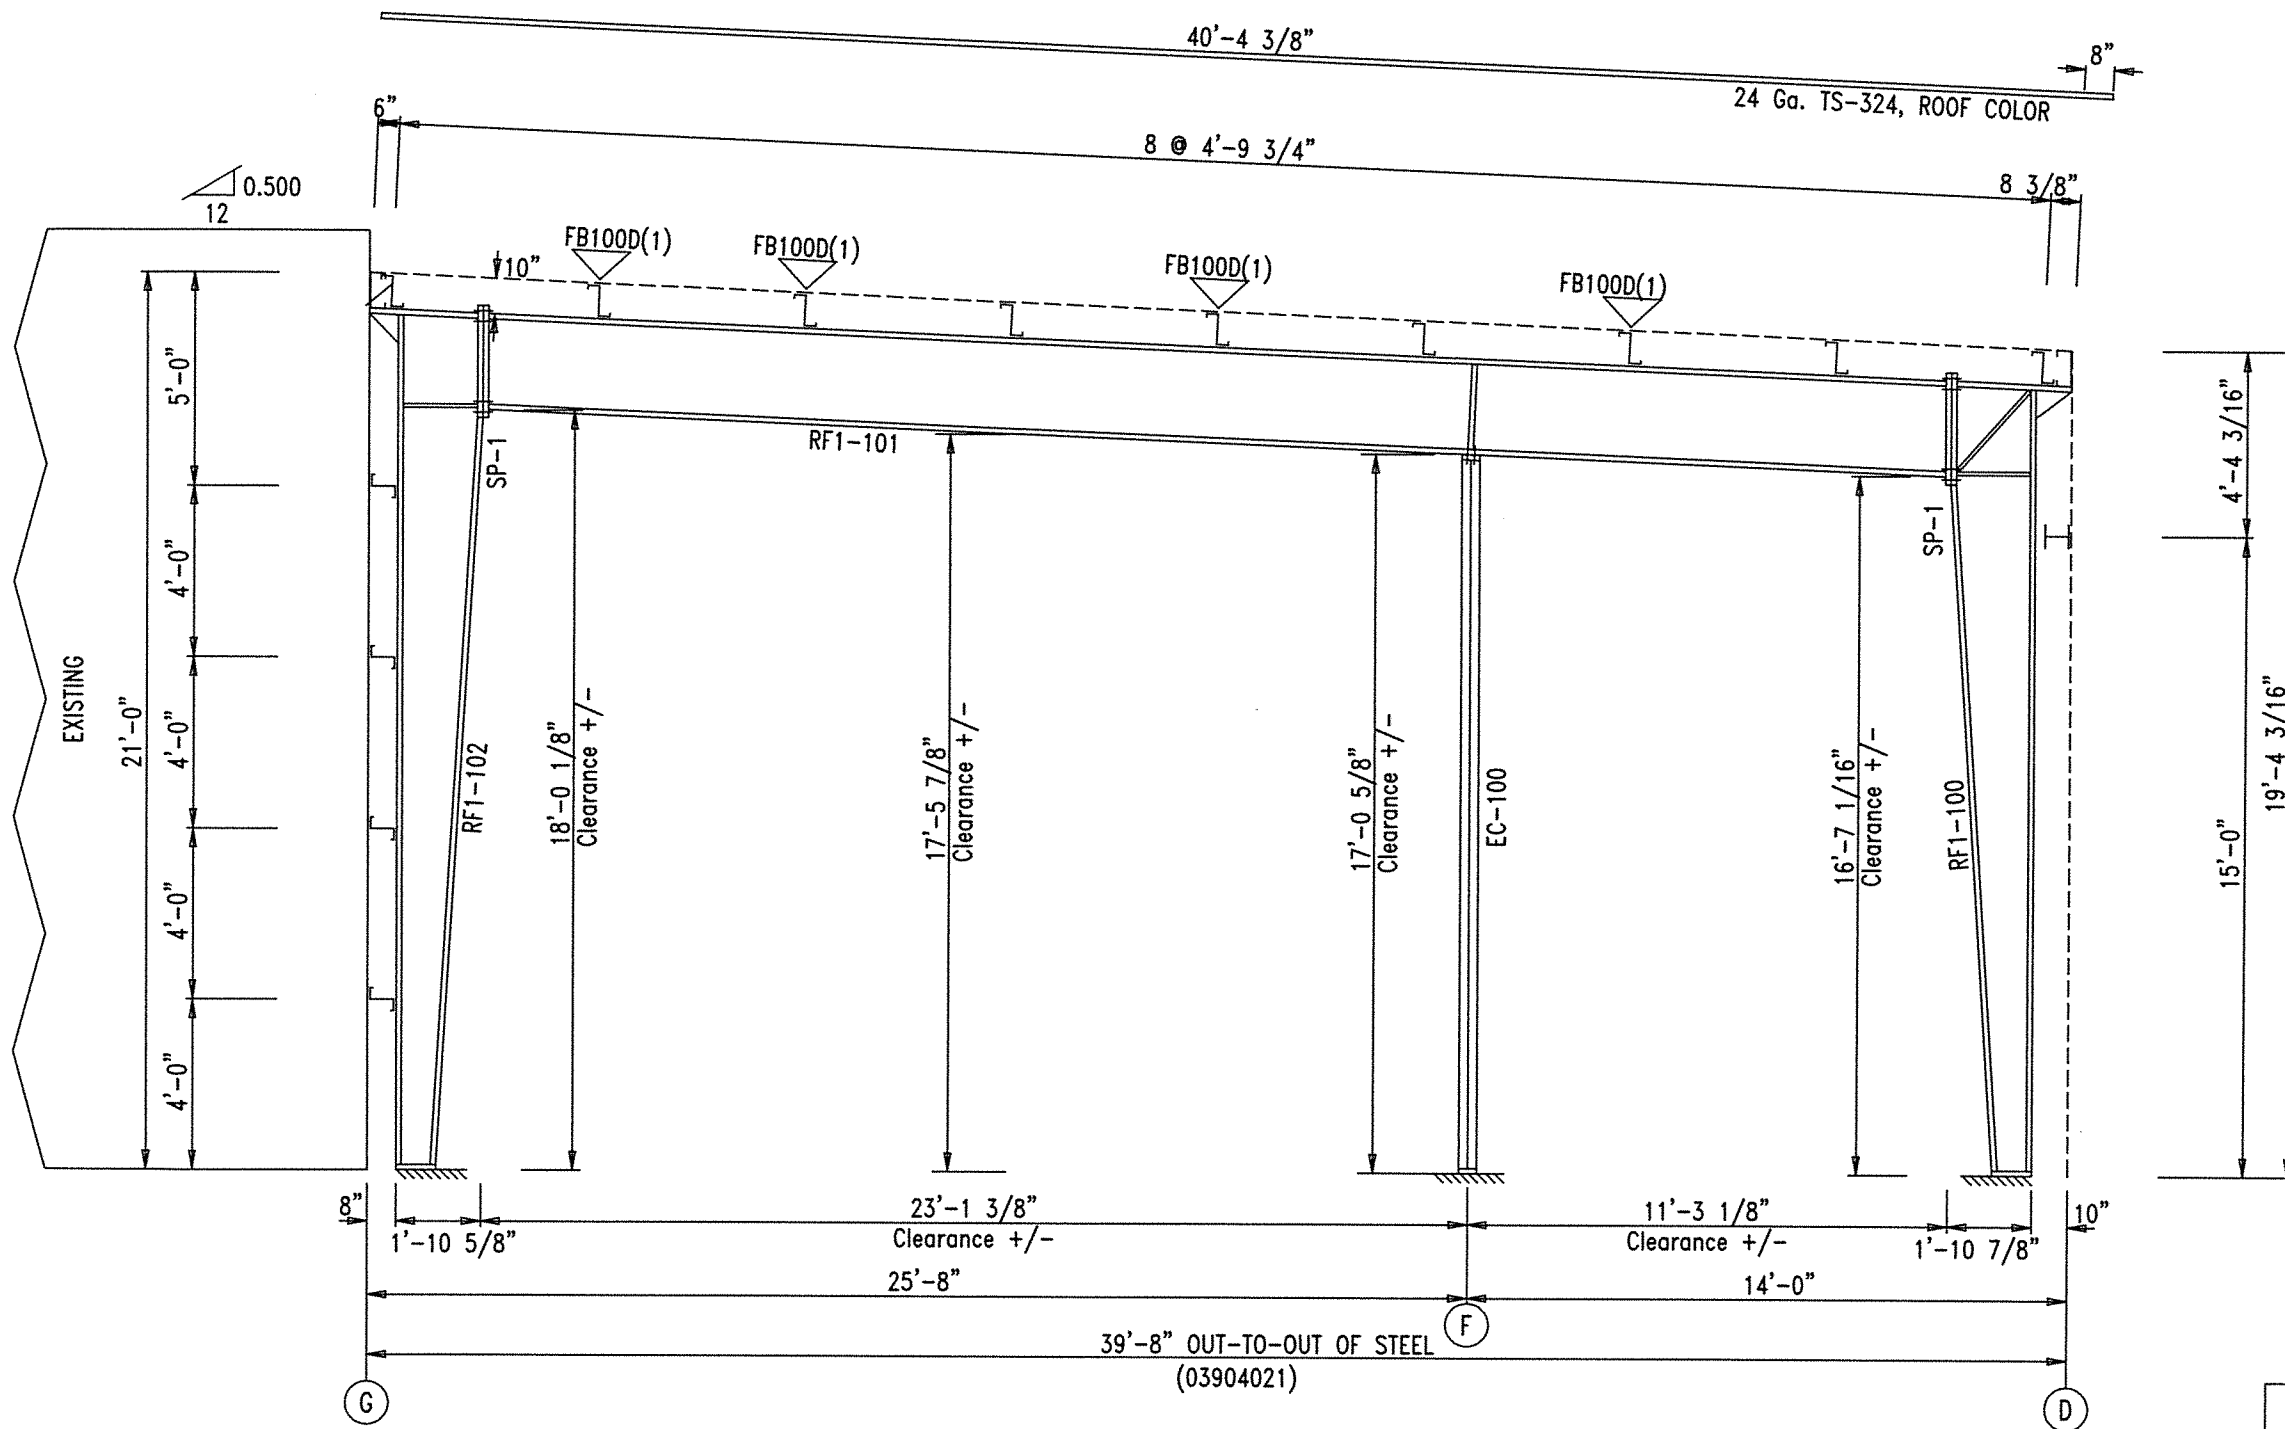 40'-4 3/8"
8"
24 Ga. TS-324, ROOF COLOR
6"
8 @ 4'-9 3/4"
8 3/8"
0.500
12
FB100D(1)
FB100D(1)
FB100D(1)
FB100D(1)
10"
5'-0"
4'-0"
4'-0"
4'-0"
4'-0"
21'-0"
EXISTING
SP-1
RF1-101
RF1-102
18'-0 1/8"
Clearance +/-
17'-5 7/8"
Clearance +/-
17'-0 5/8"
Clearance +/-
EC-100
16'-7 1/16"
Clearance +/-
SP-1
RF1-100
4'-4 3/16"
15'-0"
19'-4 3/16"
8"
1'-10 5/8"
23'-1 3/8"
Clearance +/-
11'-3 1/8"
Clearance +/-
1'-10 7/8"
10"
25'-8"
14'-0"
F
39'-8" OUT-TO-OUT OF STEEL
(03904021)
G
D